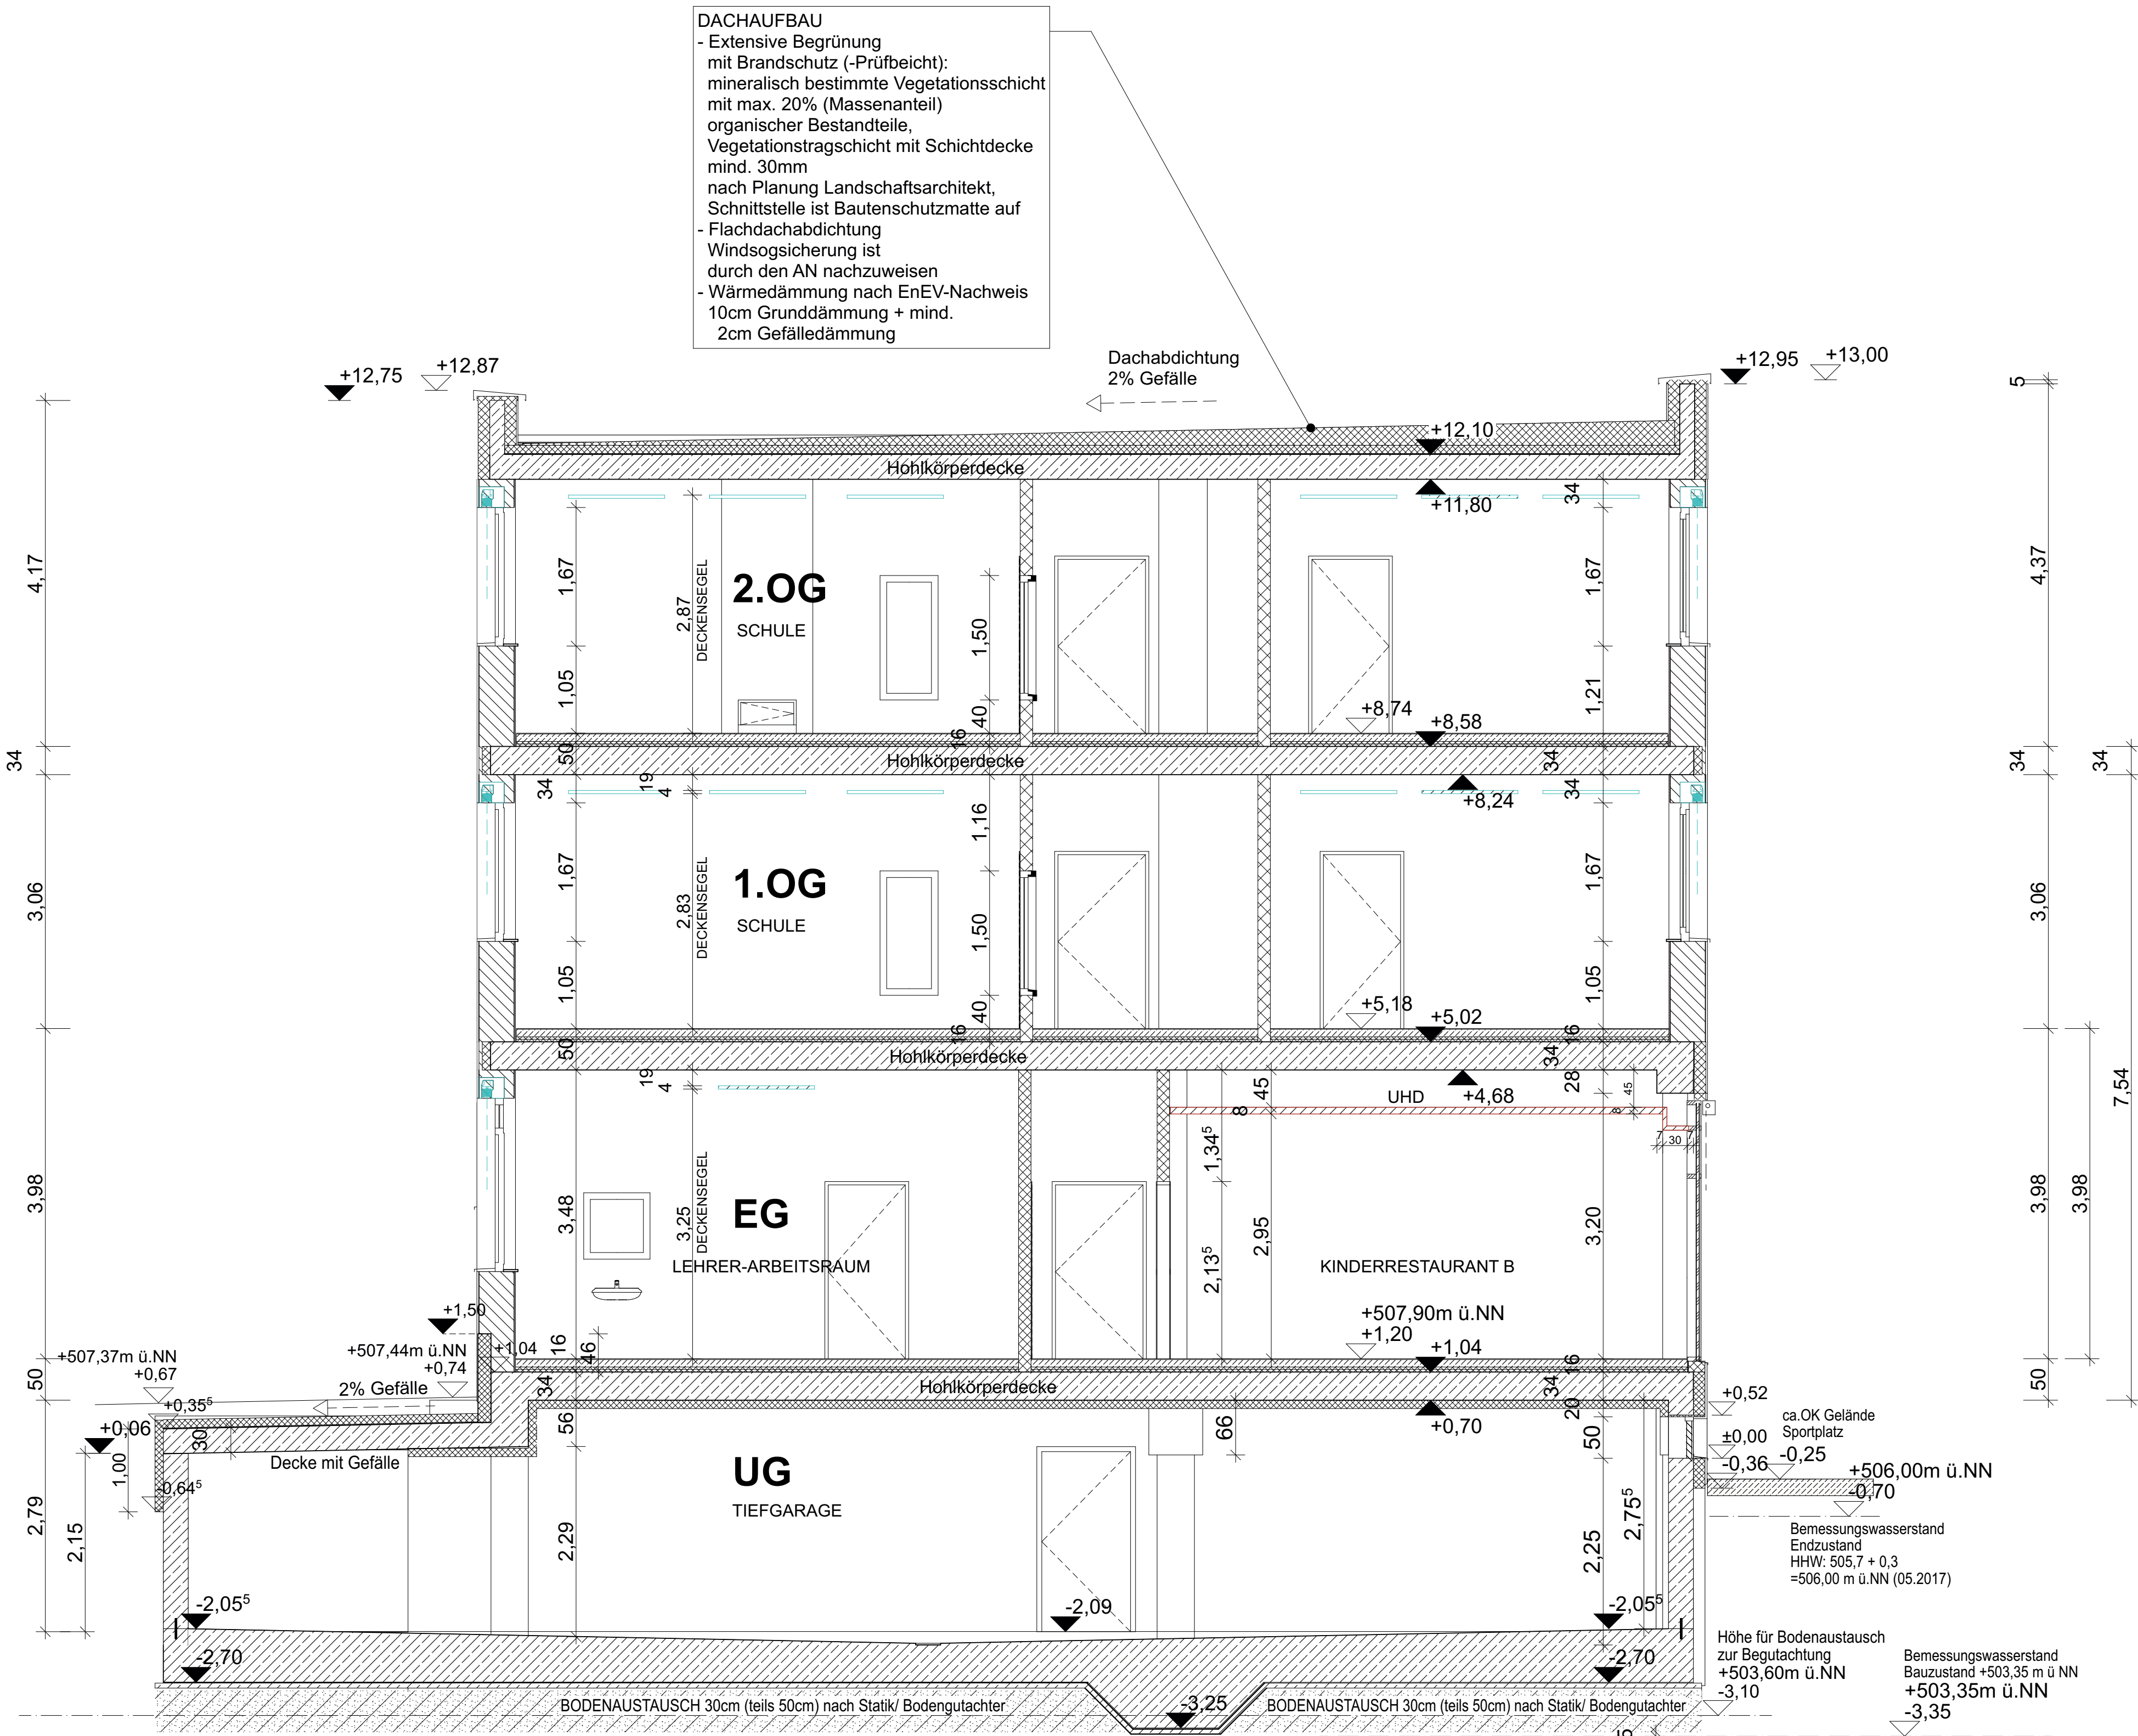 DACHAUFBAU
- Extensive Begrünung
mit Brandschutz (-Prüfbeicht):
mineralisch bestimmte Vegetationsschicht
mit max. 20% (Massenanteil)
organischer Bestandteile,
Vegetationstragschicht mit Schichtdecke
mind. 30mm
nach Planung Landschaftsarchitekt,
Schnittstelle ist Bautenschutzmatte auf
- Flachdachabdichtung
Windsogsicherung ist
durch den AN nachzuweisen
- Wärmedämmung nach EnEV-Nachweis
10cm Grunddämmung + mind.
2cm Gefälledämmung
Dachabdichtung
2% Gefälle
+12,75
+12,87
+12,95
+13,00
5
+12,10
Hohlkörperdecke
+11,80
34
4,17
1,67
2,87
DECKENSEGEL
2.OG
SCHULE
1,50
1,67
4,37
1,05
40
1,21
16
+8,74
+8,58
34
50
Hohlkörperdecke
34
34
34
34
19
4
34
+8,24
1,16
3,06
1,67
2,83
DECKENSEGEL
1.OG
SCHULE
1,50
1,67
3,06
1,05
40
1,05
16
+5,18
+5,02
16
50
Hohlkörperdecke
34
19
4
28
+4,68
45
8
UHD
45
8
7
30
7
7,54
1,34⁵
3,98
3,48
3,25
DECKENSEGEL
EG
LEHRER-ARBEITSRAUM
2,13⁵
2,95
KINDERRESTAURANT B
3,20
3,98
3,98
+1,50
+507,90m ü.NN
+1,20
+1,04
+507,37m ü.NN
+0,67
+507,44m ü.NN
+0,74
+1,04
16
46
16
50
2% Gefälle
34
Hohlkörperdecke
34
50
+0,35⁵
+0,06
30
56
66
+0,70
20
50
+0,52
ca.OK Gelände
Sportplatz
±0,00
-0,25
-0,36
+506,00m ü.NN
-0,70
1,00
-0,64⁵
Decke mit Gefälle
UG
TIEFGARAGE
2,79
2,15
2,29
2,75⁵
2,25
Bemessungswasserstand
Endzustand
HHW: 505,7 + 0,3
=506,00 m ü.NN (05.2017)
-2,05⁵
-2,09
-2,05⁵
-2,70
-2,70
Höhe für Bodenaustausch
zur Begutachtung
+503,60m ü.NN
-3,10
Bemessungswasserstand
Bauzustand +503,35 m ü NN
+503,35m ü.NN
-3,35
BODENAUSTAUSCH 30cm (teils 50cm) nach Statik/ Bodengutachter
-3,25
BODENAUSTAUSCH 30cm (teils 50cm) nach Statik/ Bodengutachter